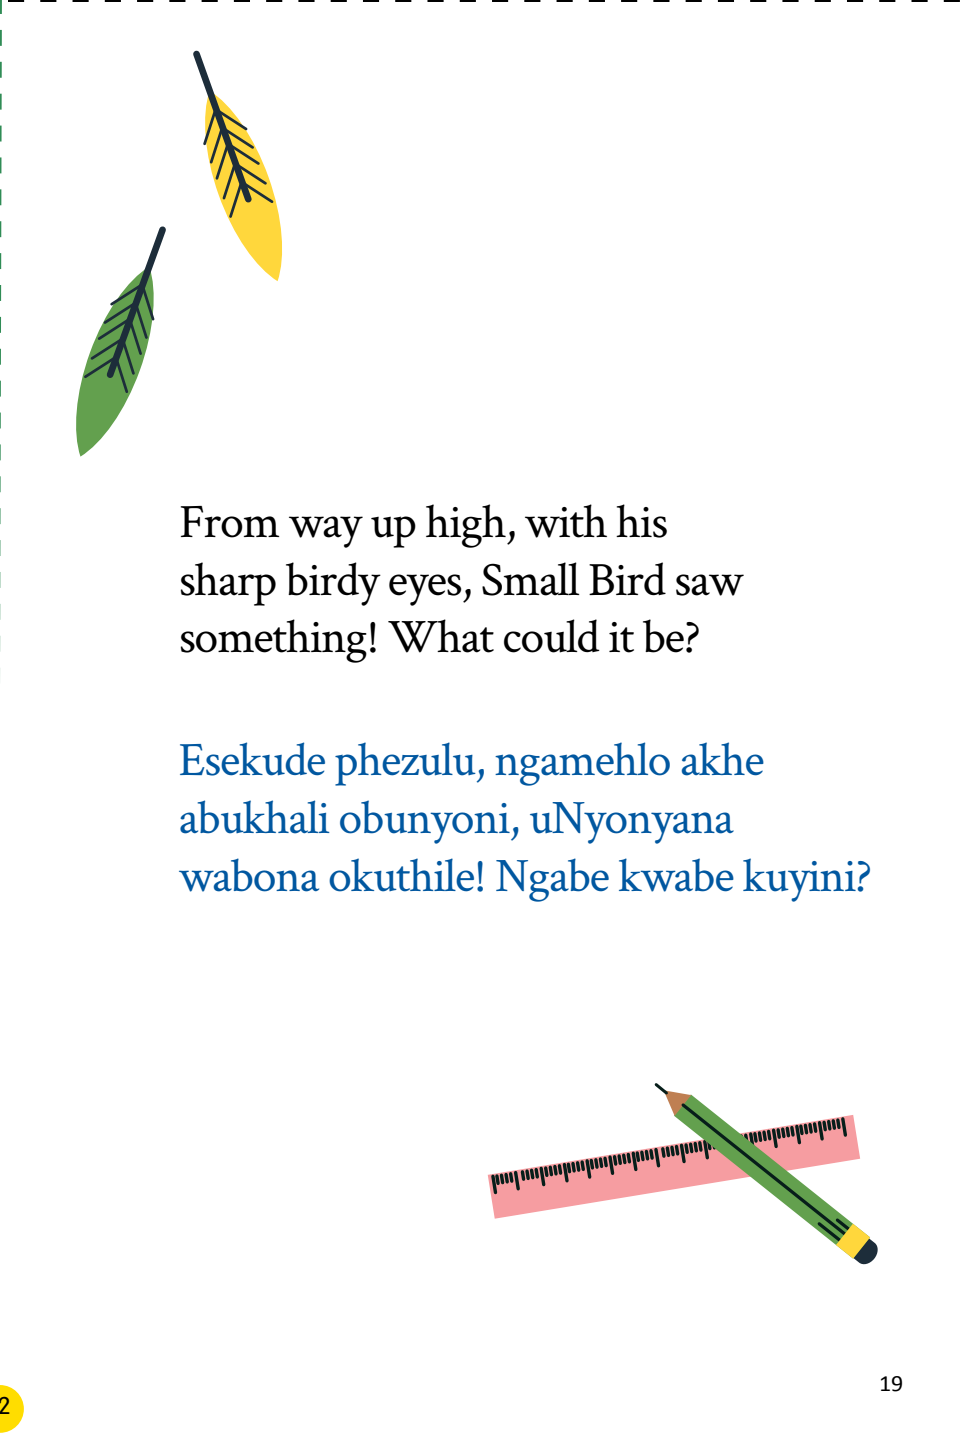 From way up high, with his
sharp birdy eyes, Small Bird saw
something! What could it be?
Esekude phezulu, ngamehlo akhe
abukhali obunyoni, uNyonyana
wabona okuthile! Ngabe kwabe kuyini?
19
2